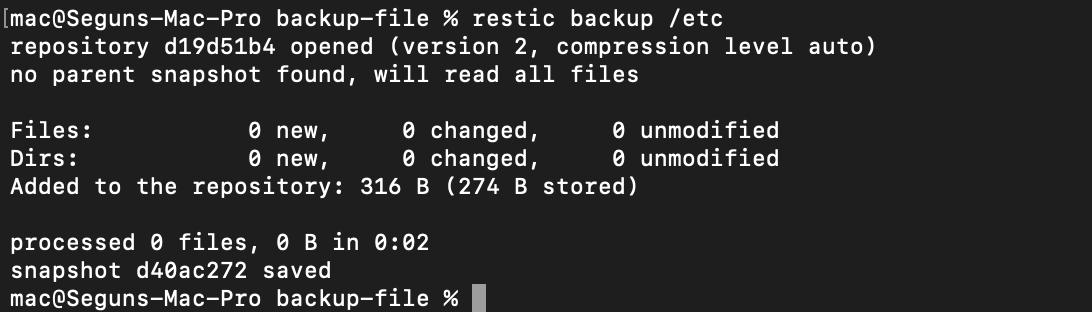 [mac@Seguns-Mac-Pro backup-file % restic backup /etc
repository d19d51b4 opened (version 2, compression level auto)
no parent snapshot found, will read all files

Files:           0 new,     0 changed,     0 unmodified
Dirs:            0 new,     0 changed,     0 unmodified
Added to the repository: 316 B (274 B stored)

processed 0 files, 0 B in 0:02
snapshot d40ac272 saved
mac@Seguns-Mac-Pro backup-file %